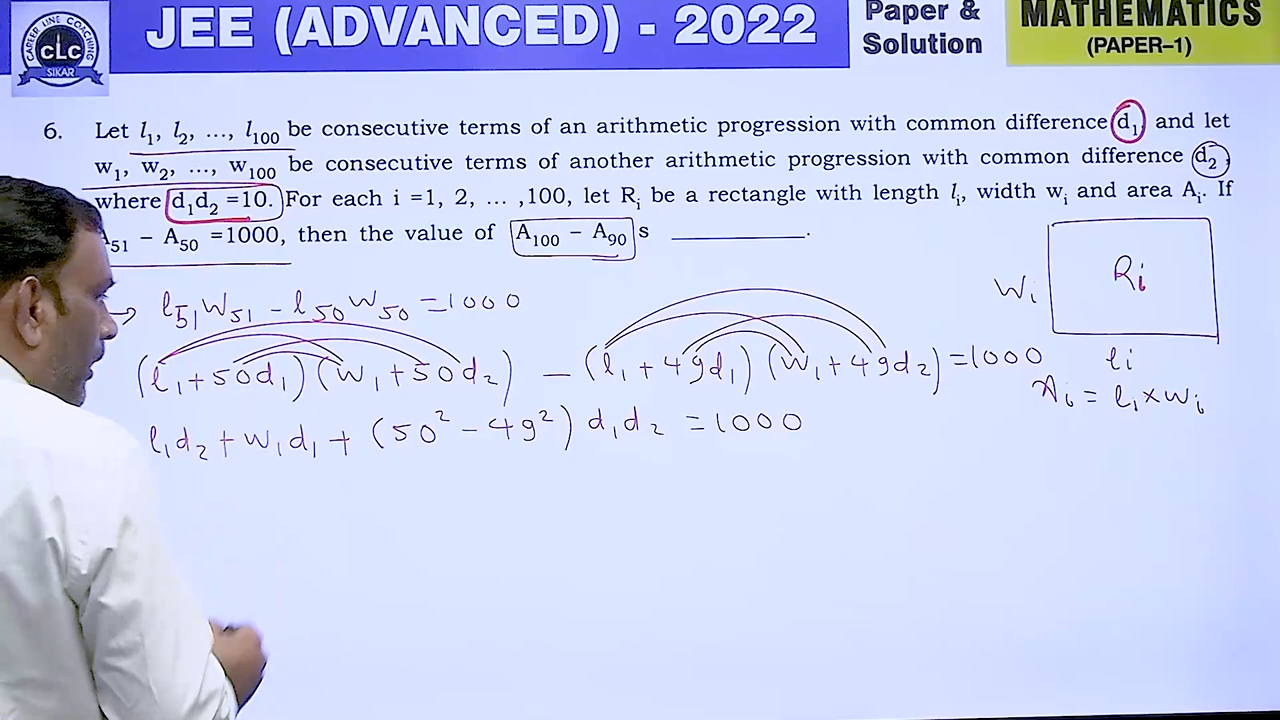 CAREER LINE COACHING
CLC
SIKAR
JEE (ADVANCED) - 2022
Paper &
Solution
MATHEMATICS
(PAPER–1)
6. Let l₁, l₂, ..., l₁₀₀ be consecutive terms of an arithmetic progression with common difference d₁ and let
w₁, w₂, ..., w₁₀₀ be consecutive terms of another arithmetic progression with common difference d₂,
where d₁d₂ =10. For each i =1, 2, ... ,100, let Rᵢ be a rectangle with length lᵢ, width wᵢ and area Aᵢ. If
₅₁ – A₅₀ =1000, then the value of A₁₀₀ – A₉₀ s ________.
→ l₅₁W₅₁ – l₅₀W₅₀ = 1000
(l₁+50d₁)(W₁+50d₂) – (l₁+49d₁)(W₁+49d₂) = 1000
l₁d₂ + W₁d₁ + (50² – 49²) d₁d₂ = 1000
Wᵢ
Rᵢ
lᵢ
Aᵢ = lᵢ×Wᵢ